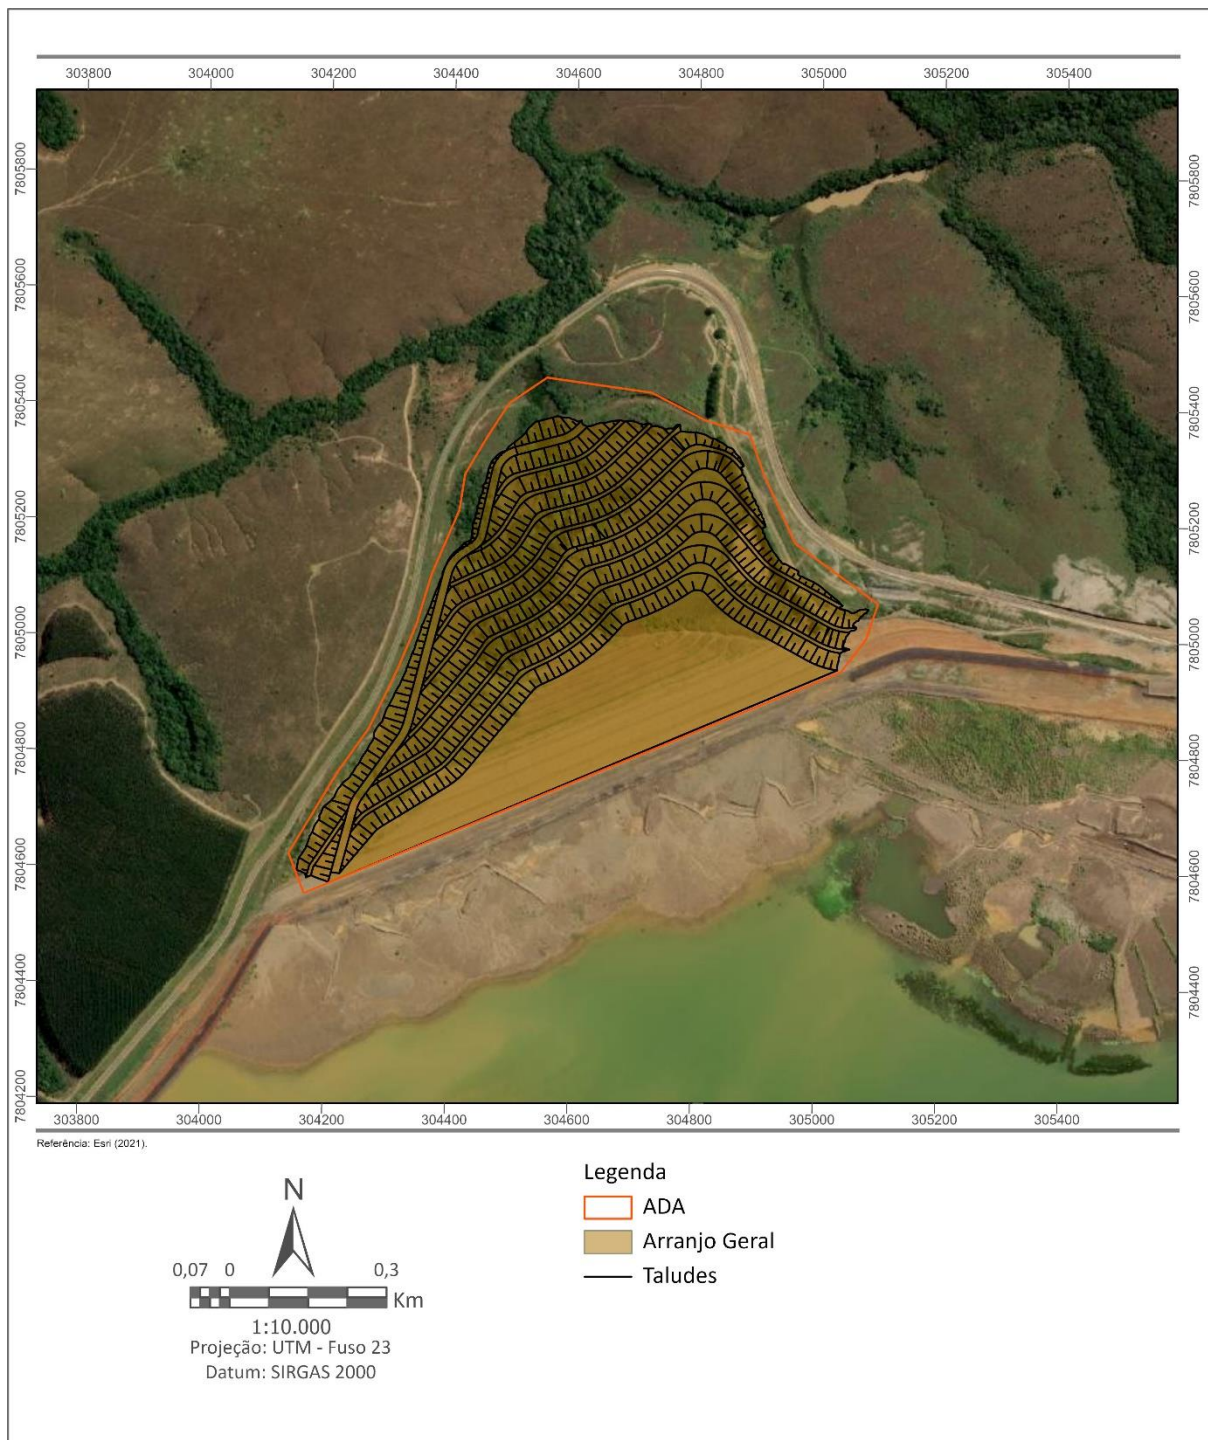 303800 304000 304200 304400 304600 304800 305000 305200 305400
7805800 7805800
7805600 7805600
7805400 7805400
7805200 7805200
7805000 7805000
7804800 7804800
7804600 7804600
7804400 7804400
7804200
303800 304000 304200 304400 304600 304800 305000 305200 305400
Referência: Esri (2021).
N
0,07 0 0,3
Km
1:10.000
Projeção: UTM - Fuso 23
Datum: SIRGAS 2000
Legenda
ADA
Arranjo Geral
Taludes